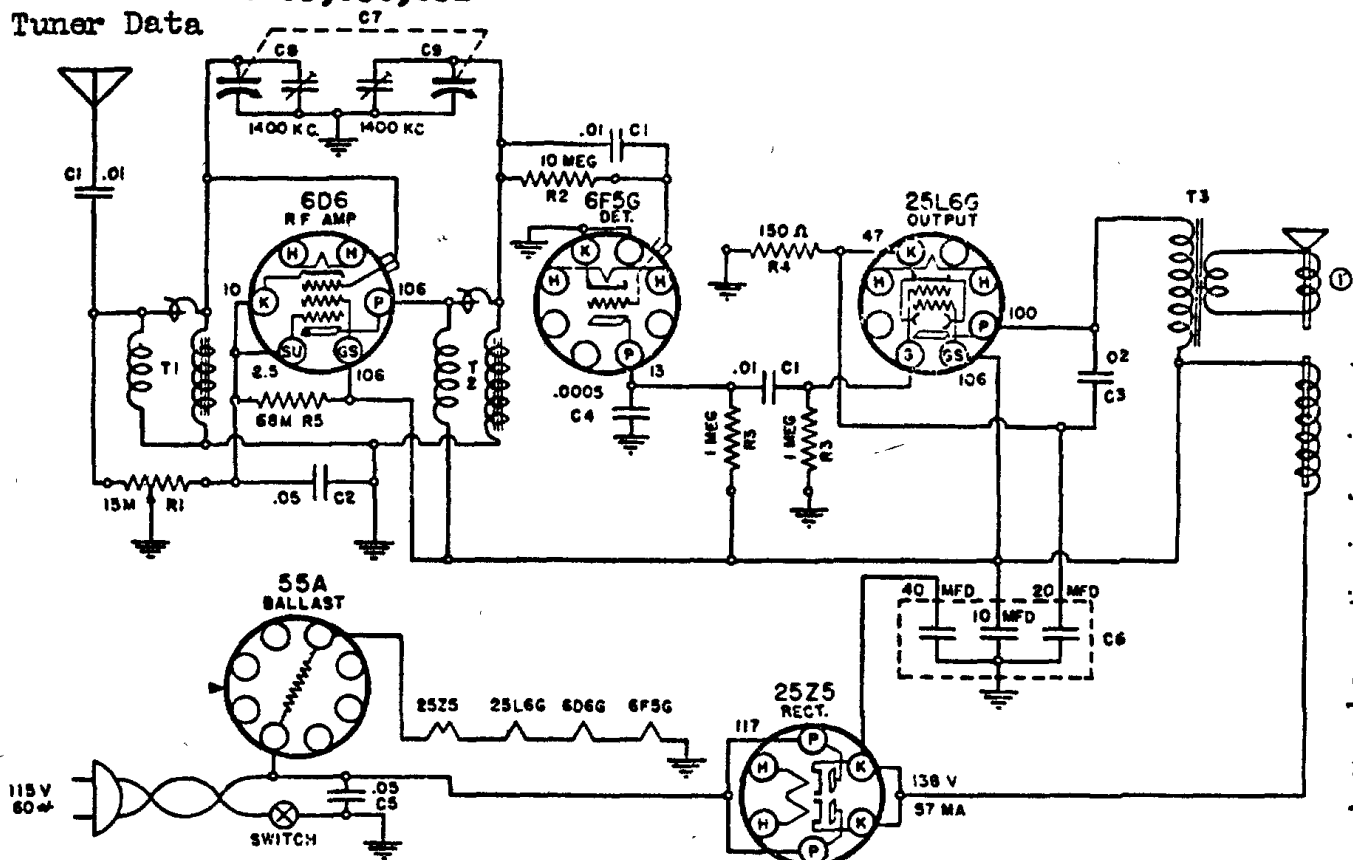 Tuner Data
C7
C8
C9
1400 KC.
1400 KC
C1 .01
.01 C1
10 MEG
R2
6D6
RF AMP
6F5G
DET.
25L6G
OUTPUT
T3
150 Ω
R4
47
H
H
K
10
P
106
SU
GS
2.5
106
T1
T2
68M R5
15M R1
.05 C2
K
H
H
P
13
.0005
C4
.01 C1
1 MEG
R3
1 MEG
R3
K
H
H
P
100
G
GS
106
.02
C3
1
55A
BALLAST
40 MFD
20 MFD
10 MFD
C6
25Z5
25L6G
6D6G
6F5G
25Z5
RECT.
117
P
H
K
H
K
P
138 V
57 MA
115 V
60 ~
.05
C5
SWITCH